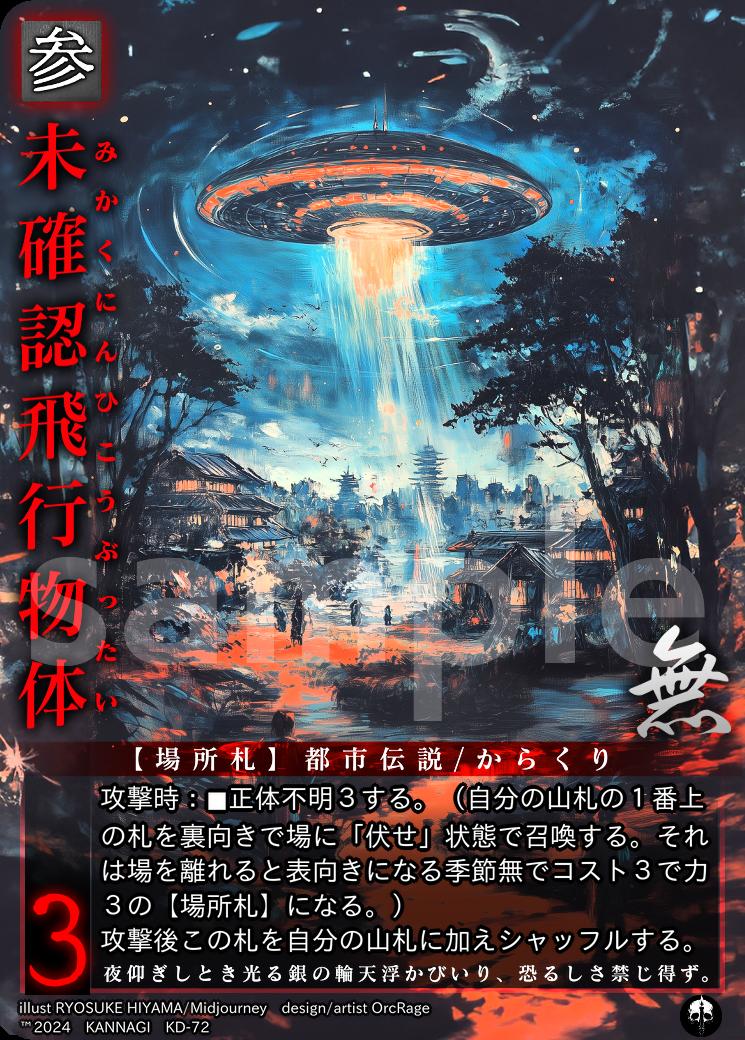 参
未確認飛行物体
みかくにんひこうぶったい
sample
無
【場所札】都市伝説/からくり
攻撃時：■正体不明３する。（自分の山札の１番上
の札を裏向きで場に「伏せ」状態で召喚する。それ
は場を離れると表向きになる季節無でコスト３で力
３の【場所札】になる。）
攻撃後この札を自分の山札に加えシャッフルする。
夜仰ぎしとき光る銀の輪天浮かびいり、恐るしさ禁じ得ず。
3
illust RYOSUKE HIYAMA/Midjourney design/artist OrcRage
™2024 KANNAGI KD-72